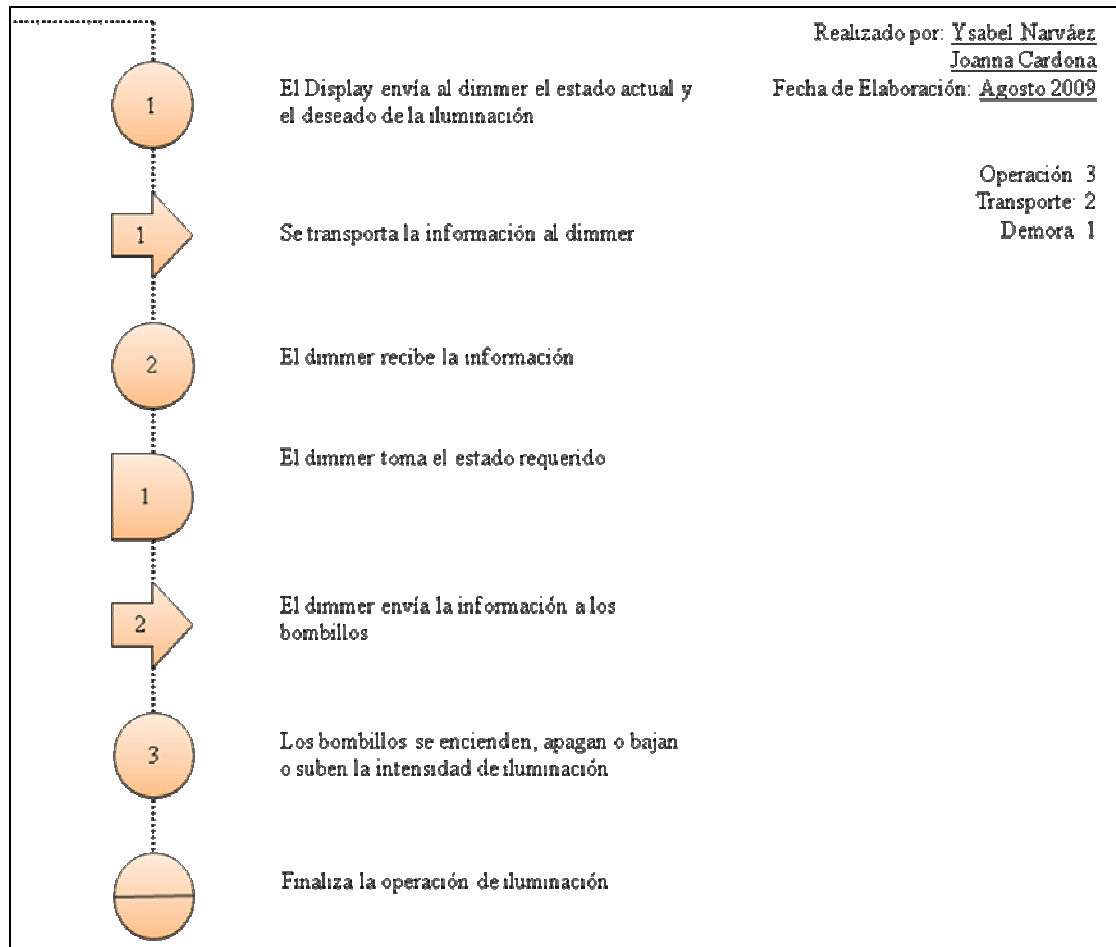 Realizado por: Ysabel Narváez
Joanna Cardona
Fecha de Elaboración: Agosto 2009
Operación 3
Transporte: 2
Demora 1
1
El Display envía al dimmer el estado actual y
el deseado de la iluminación
1
Se transporta la información al dimmer
2
El dimmer recibe la información
1
El dimmer toma el estado requerido
2
El dimmer envía la información a los
bombillos
3
Los bombillos se encienden, apagan o bajan
o suben la intensidad de iluminación
Finaliza la operación de iluminación